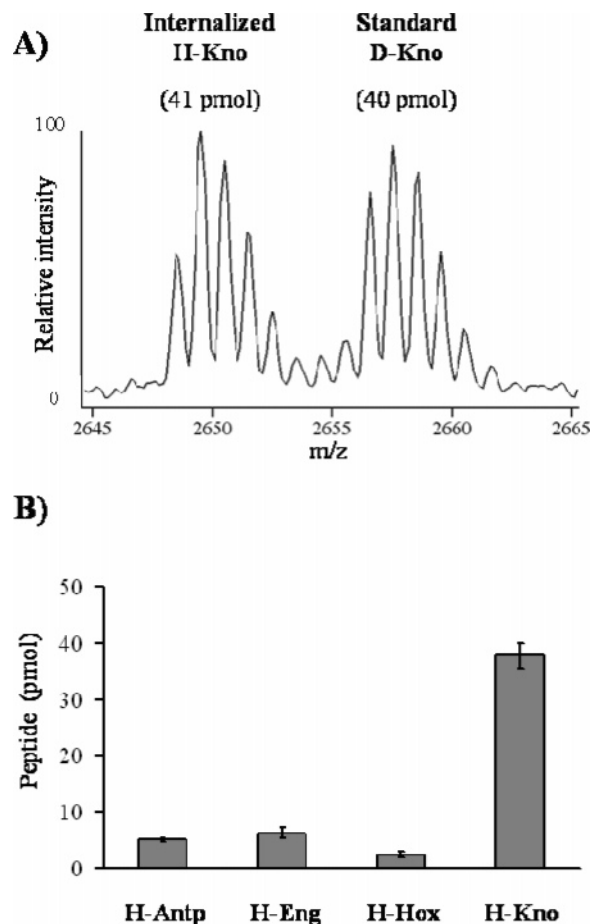 A)
Internalized Standard
H-Kno D-Kno
(41 pmol) (40 pmol)
100
Relative intensity
0
2645 2650 2655 2660 2665
m/z
B)
50
40
30
20
10
0
Peptide (pmol)
H-Antp H-Eng H-Hox H-Kno